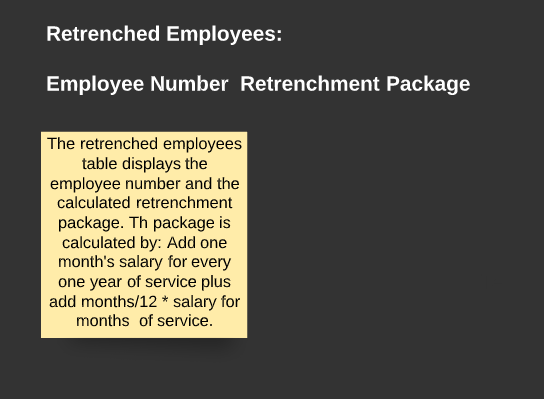 Retrenched Employees:
Employee Number  Retrenchment Package
The retrenched employees
table displays the
employee number and the
calculated retrenchment
package. Th package is
calculated by: Add one
month's salary for every
one year of service plus
add months/12 * salary for
months  of service.